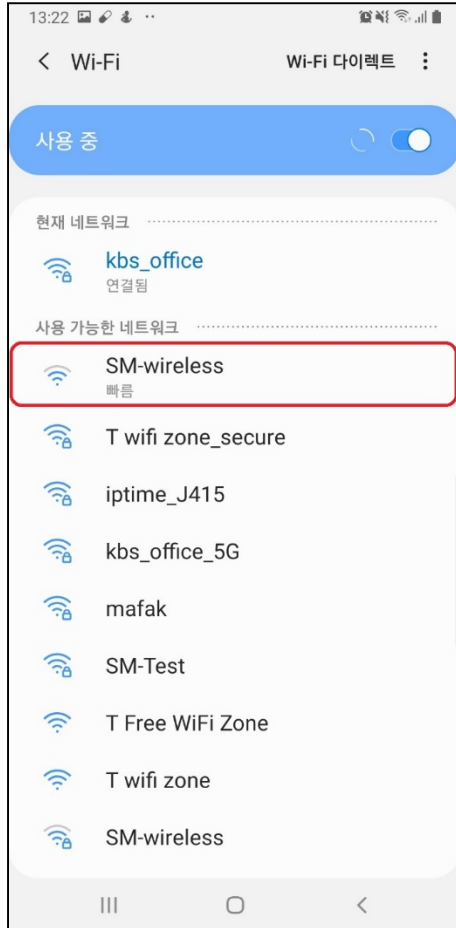 13:22
Wi-Fi
Wi-Fi 다이렉트
사용 중
현재 네트워크
kbs_office
연결됨
사용 가능한 네트워크
SM-wireless
빠름
T wifi zone_secure
iptime_J415
kbs_office_5G
mafak
SM-Test
T Free WiFi Zone
T wifi zone
SM-wireless